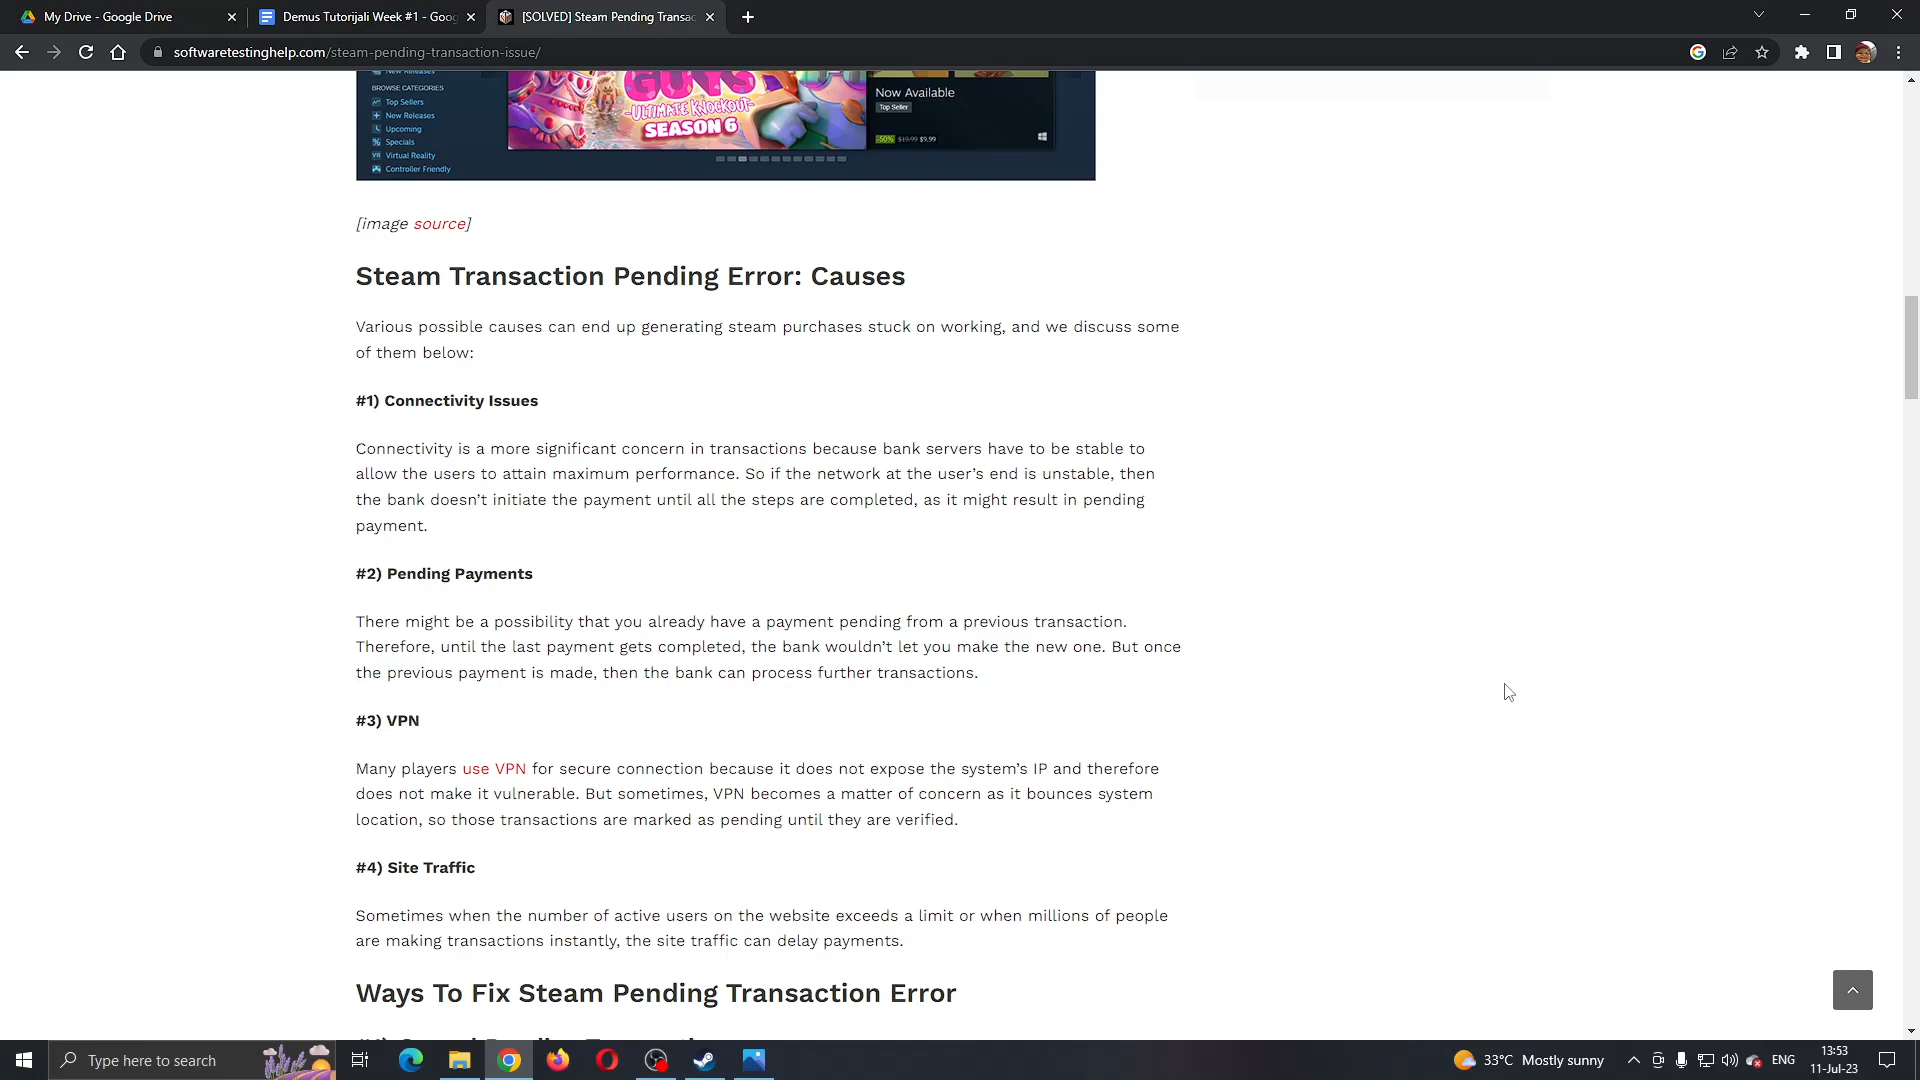 My Drive - Google Drive
Demus Tutorijali Week #1 - Goog
[SOLVED] Steam Pending Transac
softwaretestinghelp.com/steam-pending-transaction-issue/
New Releases
BROWSE CATEGORIES
Top Sellers
New Releases
Upcoming
Specials
VR Virtual Reality
Controller Friendly
GUYS
-ULTIMATE KNOCKOUT-
SEASON 6
Now Available
Top Seller
-50% $19.99 $9.99
[image source]
Steam Transaction Pending Error: Causes
Various possible causes can end up generating steam purchases stuck on working, and we discuss some
of them below:
#1) Connectivity Issues
Connectivity is a more significant concern in transactions because bank servers have to be stable to
allow the users to attain maximum performance. So if the network at the user’s end is unstable, then
the bank doesn’t initiate the payment until all the steps are completed, as it might result in pending
payment.
#2) Pending Payments
There might be a possibility that you already have a payment pending from a previous transaction.
Therefore, until the last payment gets completed, the bank wouldn’t let you make the new one. But once
the previous payment is made, then the bank can process further transactions.
#3) VPN
Many players use VPN for secure connection because it does not expose the system’s IP and therefore
does not make it vulnerable. But sometimes, VPN becomes a matter of concern as it bounces system
location, so those transactions are marked as pending until they are verified.
#4) Site Traffic
Sometimes when the number of active users on the website exceeds a limit or when millions of people
are making transactions instantly, the site traffic can delay payments.
Ways To Fix Steam Pending Transaction Error
Type here to search
33°C Mostly sunny
ENG
13:53
11-Jul-23